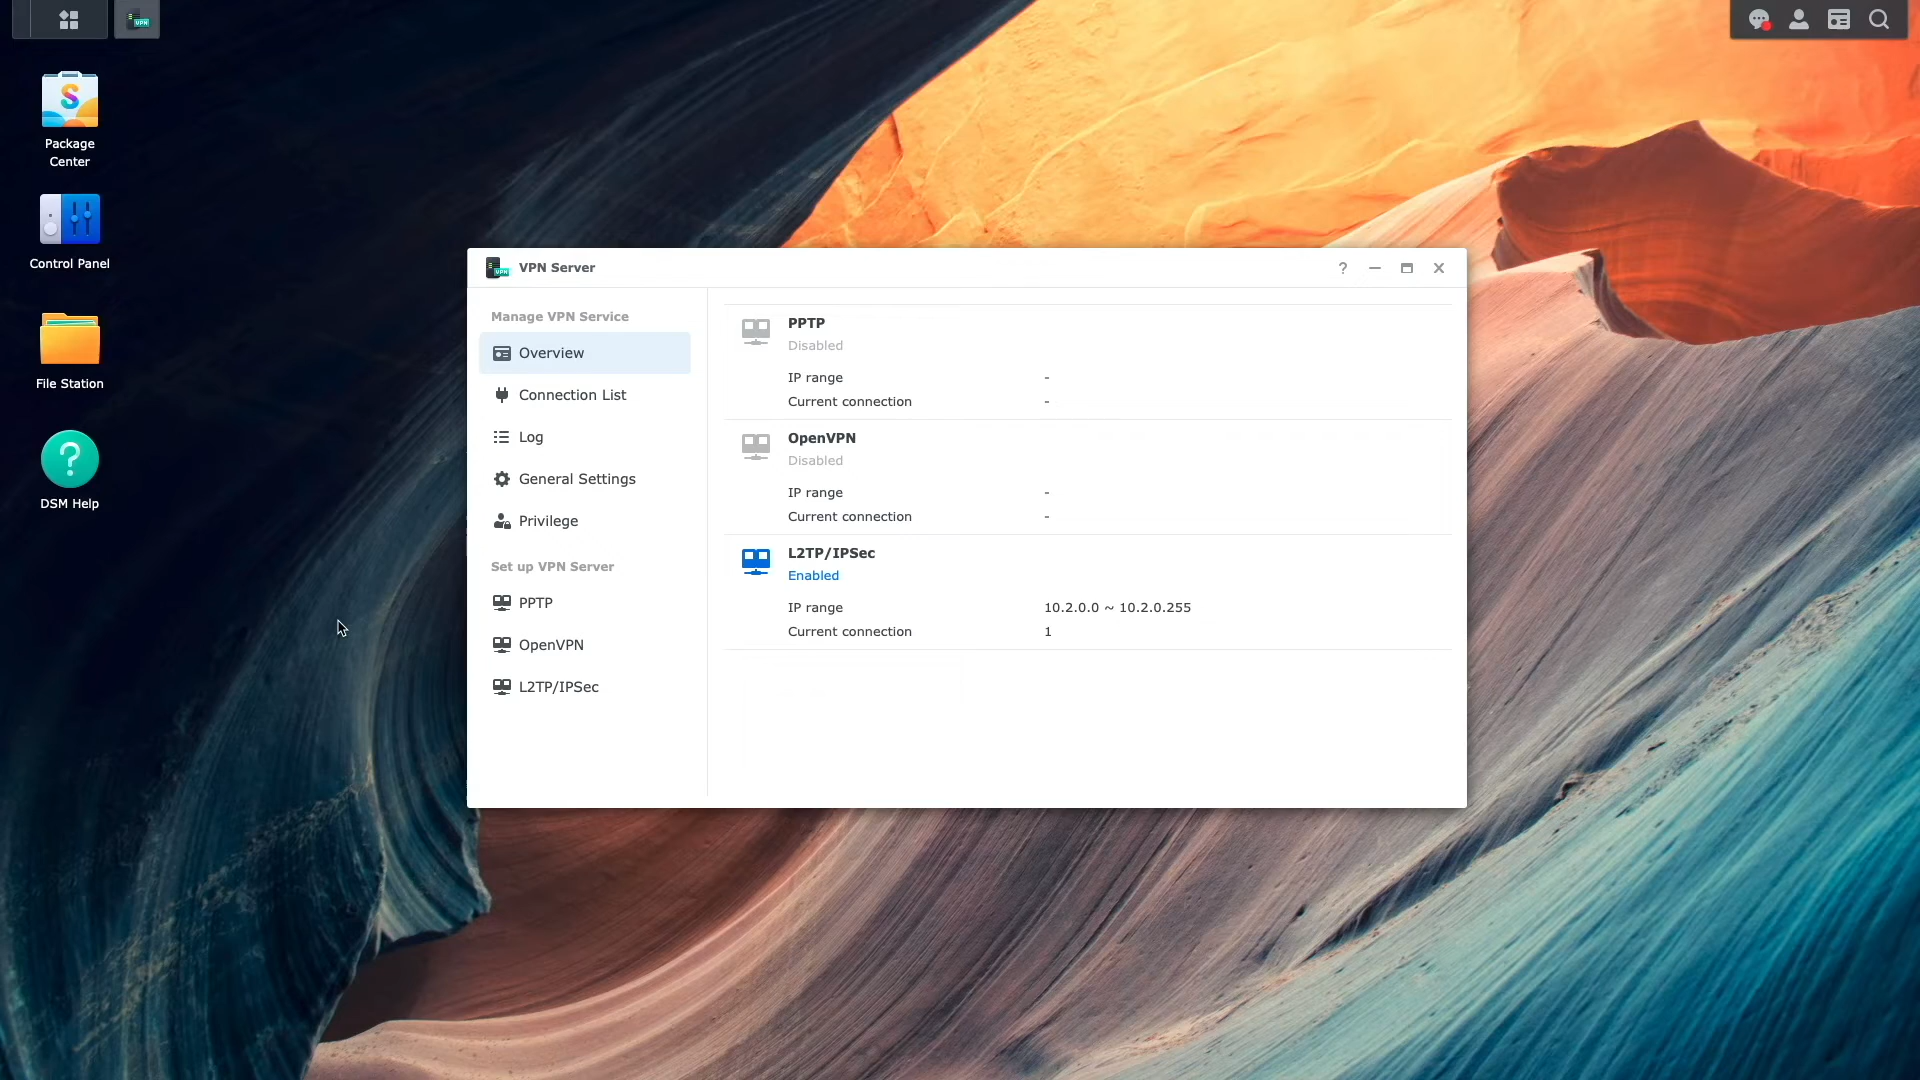 VPN
Package
Center
Control Panel
File Station
DSM Help
VPN Server
Manage VPN Service
Overview
Connection List
Log
General Settings
Privilege
Set up VPN Server
PPTP
OpenVPN
L2TP/IPSec
PPTP
Disabled
IP range -
Current connection -
OpenVPN
Disabled
IP range -
Current connection -
L2TP/IPSec
Enabled
IP range 10.2.0.0 ~ 10.2.0.255
Current connection 1